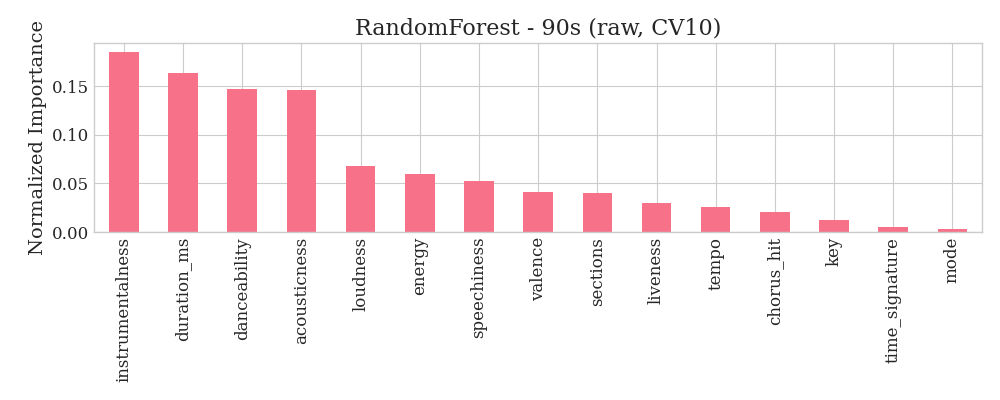 RandomForest - 90s (raw, CV10)
Normalized Importance
0.15
0.10
0.05
0.00
instrumentalness
duration_ms
danceability
acousticness
loudness
energy
speechiness
valence
sections
liveness
tempo
chorus_hit
key
time_signature
mode